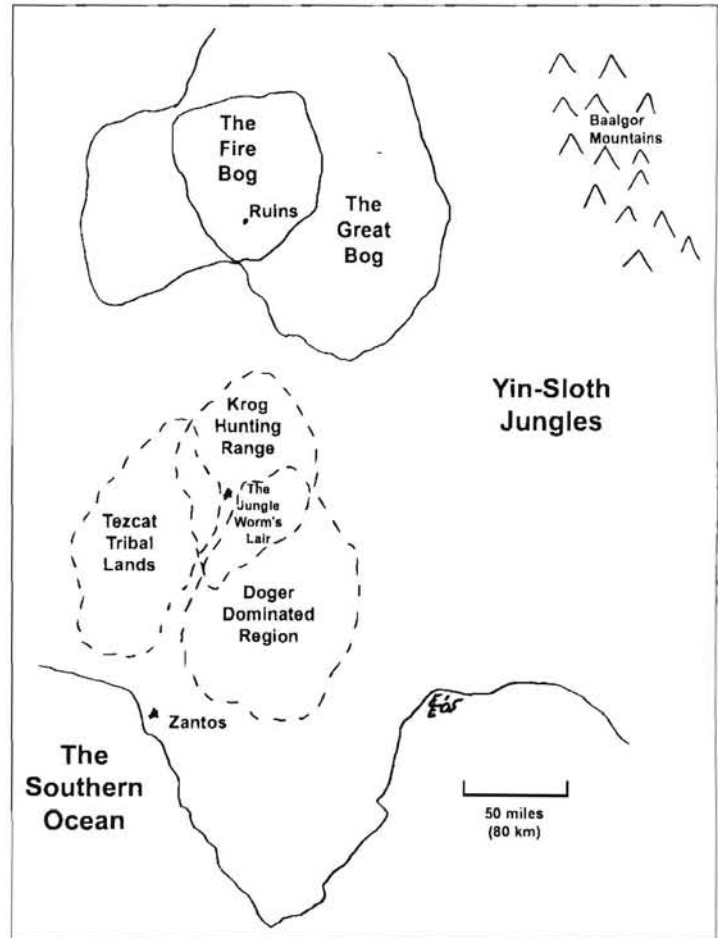 The
Fire
Bog
Ruins
The
Great
Bog
Baalgor
Mountains
Yin-Sloth
Jungles
Krog
Hunting
Range
The
Jungle
Worm's
Lair
Tezcat
Tribal
Lands
Doger
Dominated
Region
Zantos
The
Southern
Ocean
50 miles
(80 km)